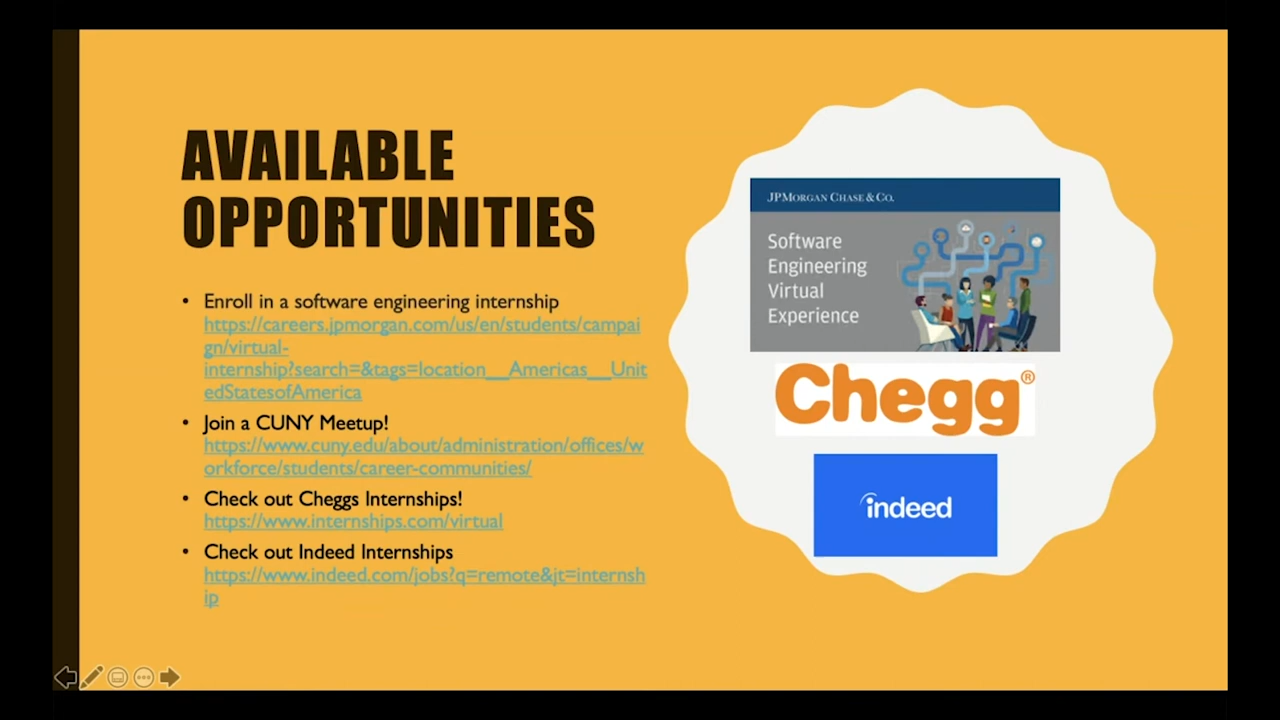 AVAILABLE
OPPORTUNITIES
• Enroll in a software engineering internship
https://careers.jpmorgan.com/us/en/students/campai
gn/virtual-
internship?search=&tags=location__Americas__Unit
edStatesofAmerica
• Join a CUNY Meetup!
https://www.cuny.edu/about/administration/offices/w
orkforce/students/career-communities/
• Check out Cheggs Internships!
https://www.internships.com/virtual
• Check out Indeed Internships
https://www.indeed.com/jobs?q=remote&jt=internsh
ip
JPMORGAN CHASE & CO.
Software
Engineering
Virtual
Experience
Chegg®
indeed